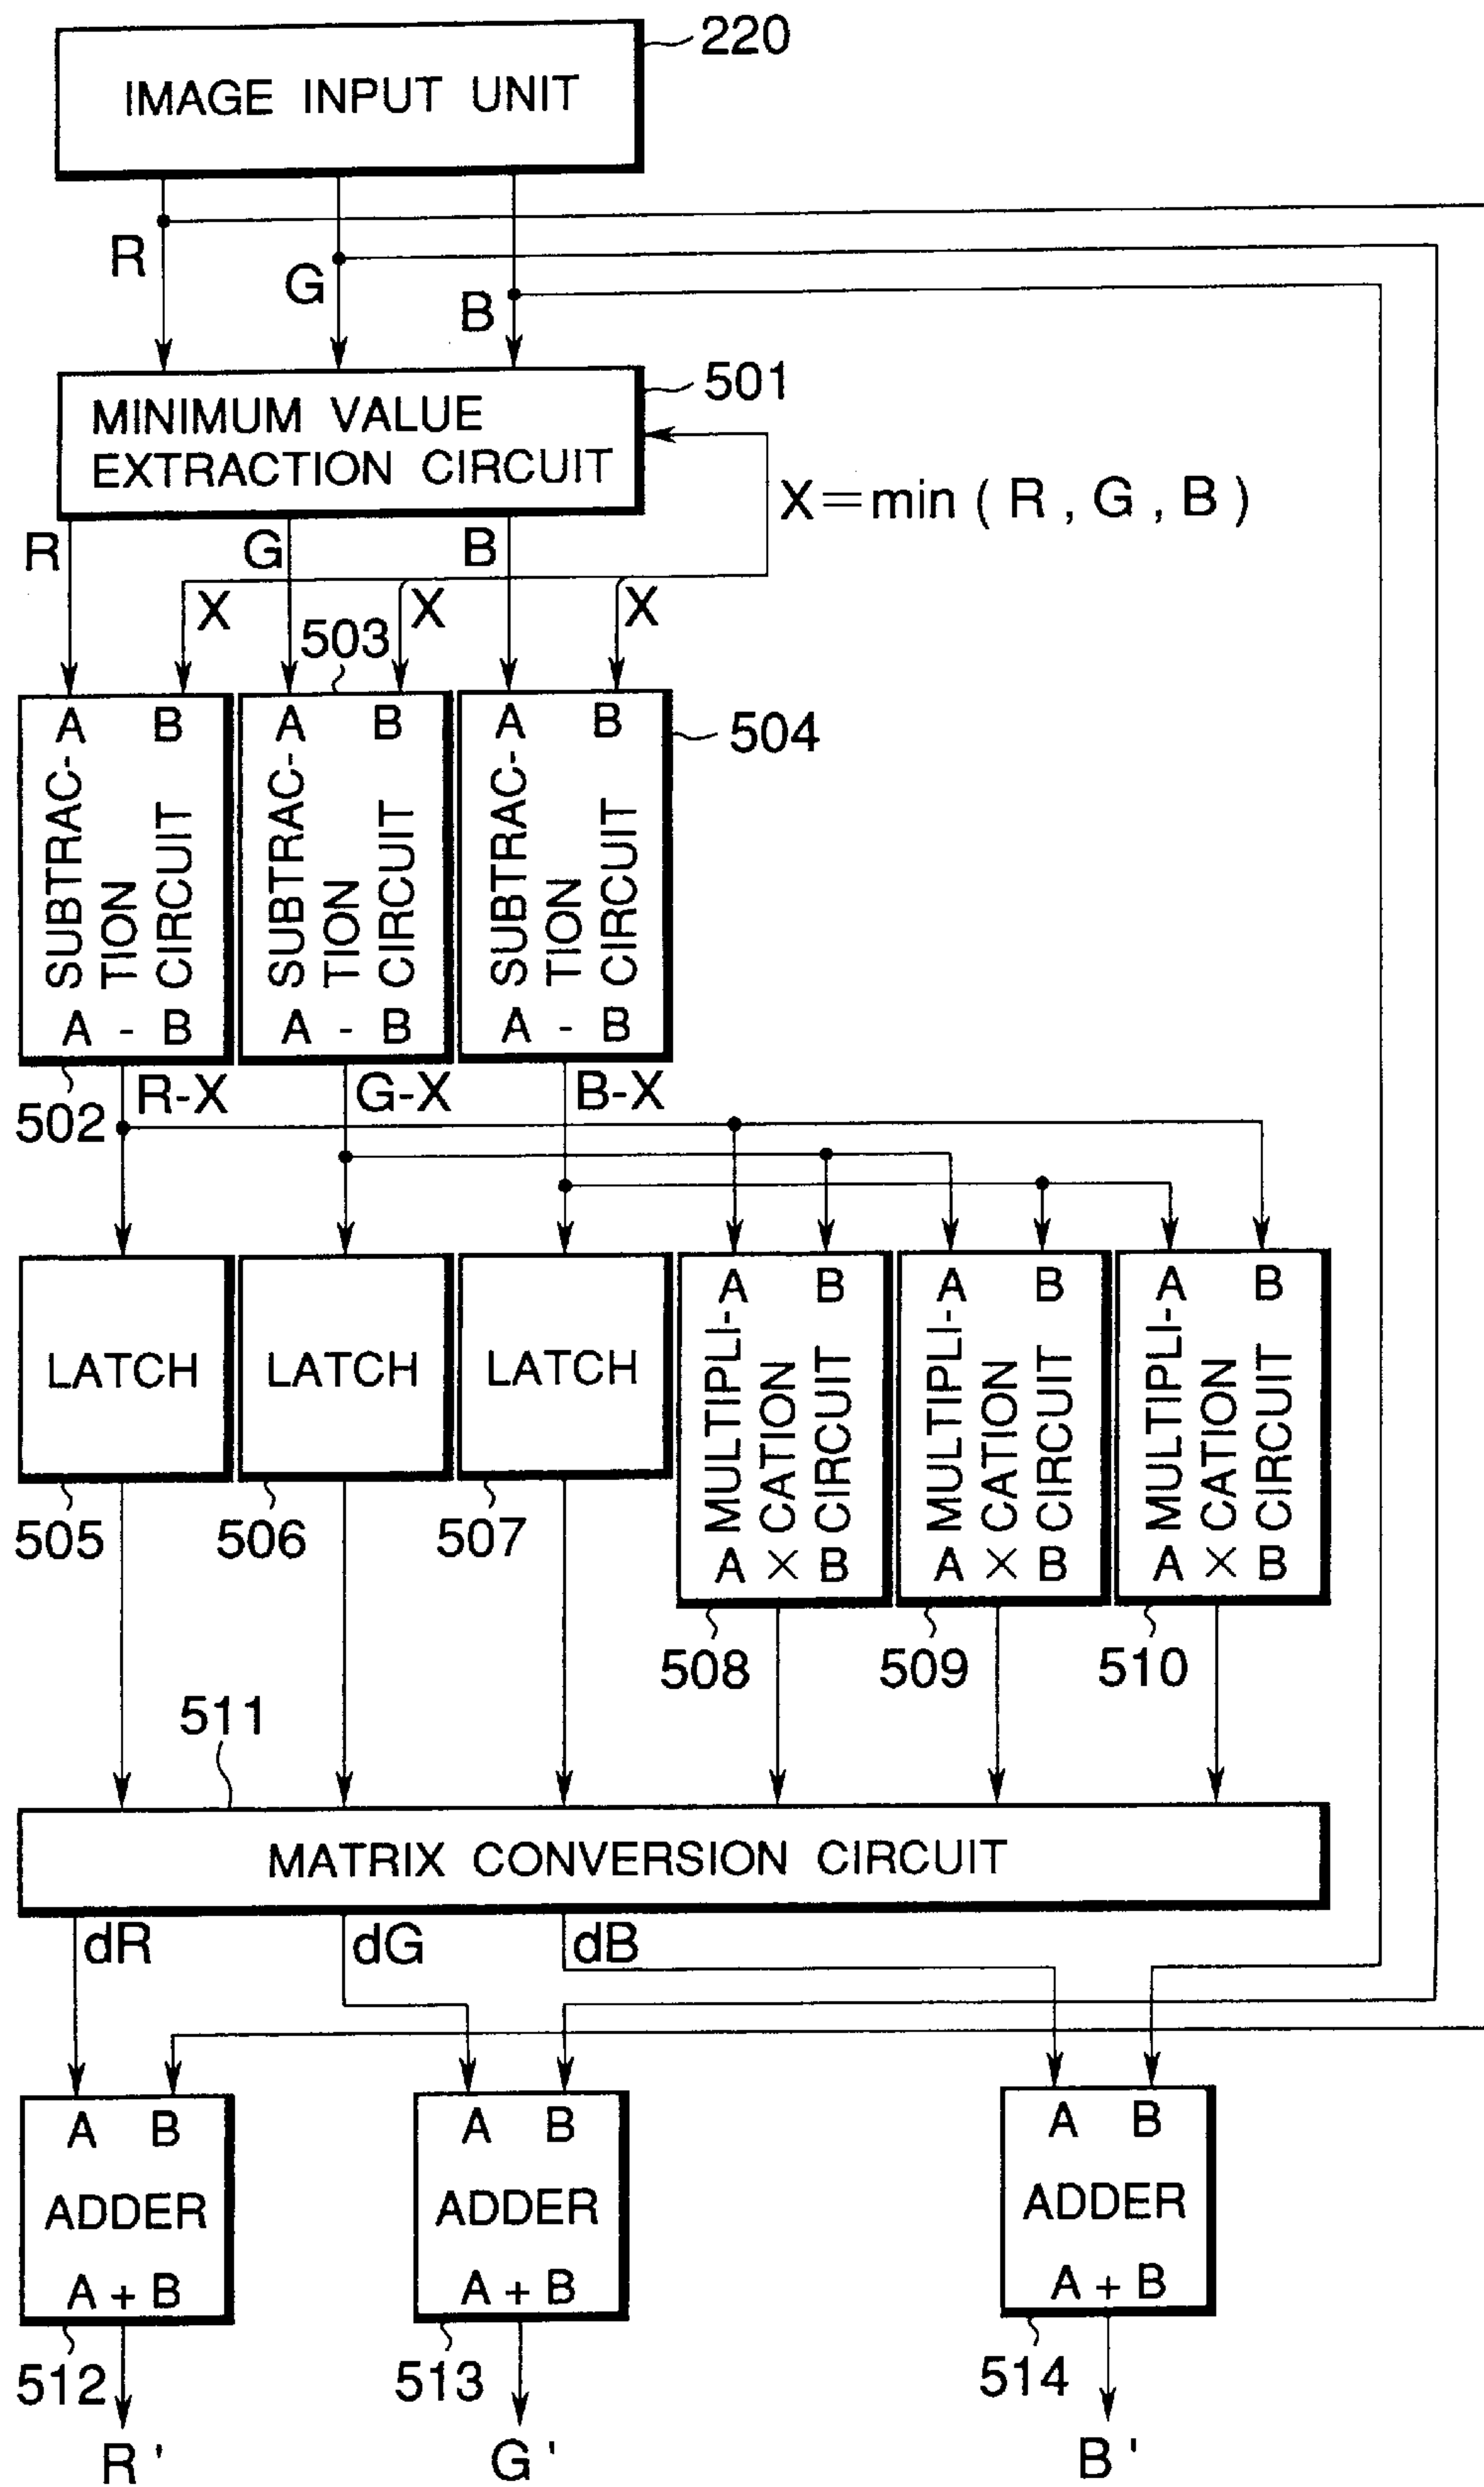 220
IMAGE INPUT UNIT
R
G
B
501
MINIMUM VALUE
EXTRACTION CIRCUIT
X=min ( R , G , B )
R
G
B
X
X
X
503
A B
A B
A B
504
SUBTRAC-
TION
CIRCUIT
SUBTRAC-
TION
CIRCUIT
SUBTRAC-
TION
CIRCUIT
A - B
A - B
A - B
502
R-X
G-X
B-X
A B
A B
A B
LATCH
LATCH
LATCH
MULTIPLI-
CATION
CIRCUIT
MULTIPLI-
CATION
CIRCUIT
MULTIPLI-
CATION
CIRCUIT
A × B
A × B
A × B
505
506
507
508
509
510
511
MATRIX CONVERSION CIRCUIT
dR
dG
dB
A B
ADDER
A + B
A B
ADDER
A + B
A B
ADDER
A + B
512
513
514
R'
G'
B'